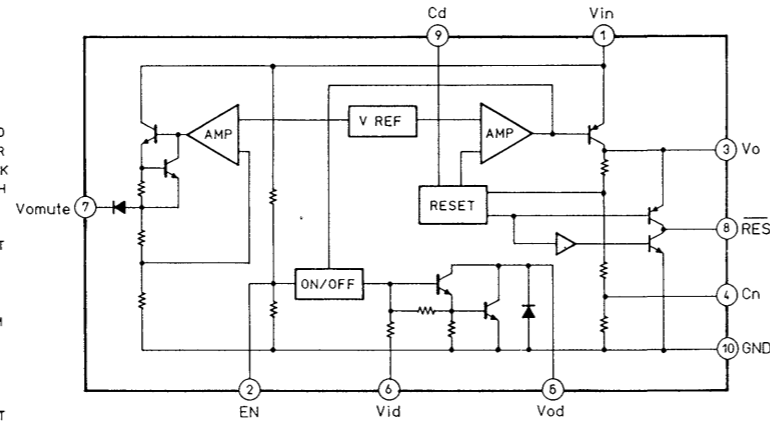 Cd
Vin
9
1
AMP
V REF
AMP
3
Vo
RESET
Vomute
7
8
RES
ON/OFF
4
Cn
10
GND
2
6
5
EN
Vid
Vod
O
R
K
H
T
M
T